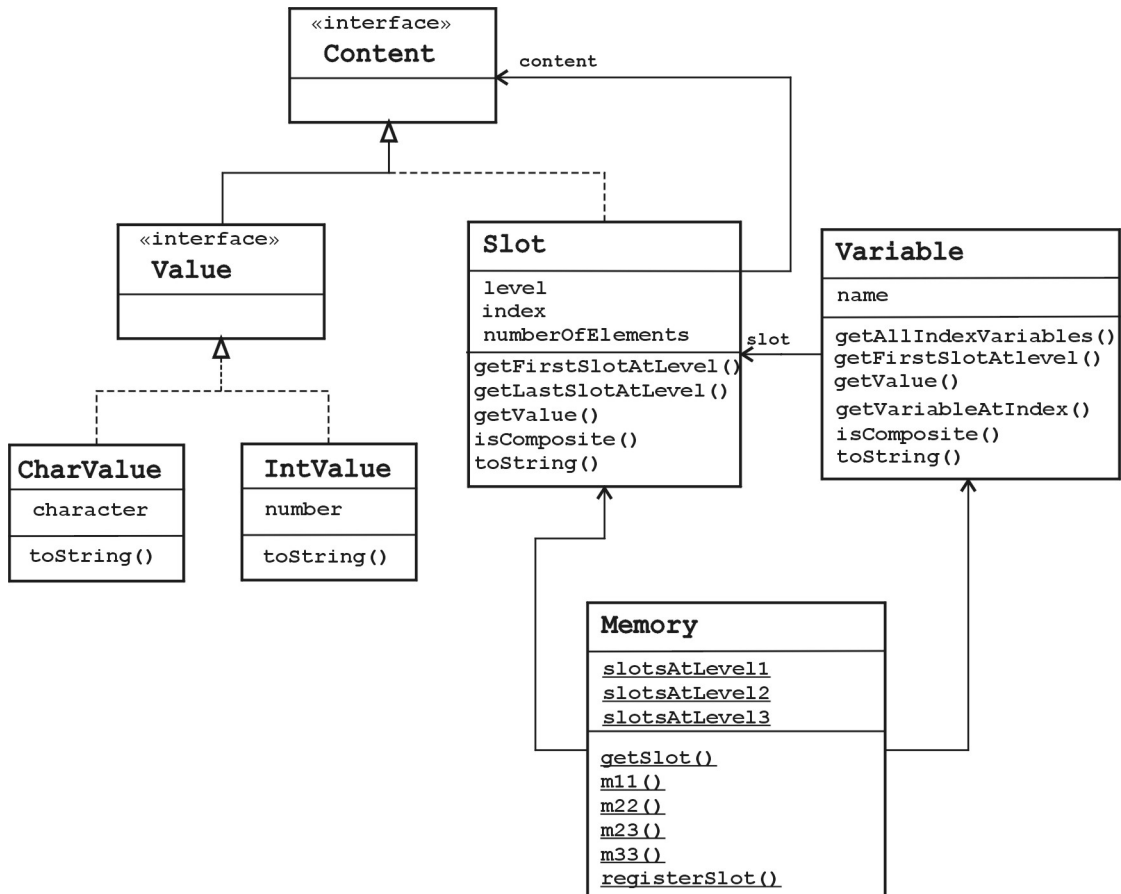 «interface»
Content
content
«interface»
Value
Slot
level
index
numberOfElements
getFirstSlotAtLevel()
getLastSlotAtLevel()
getValue()
isComposite()
toString()
slot
Variable
name
getAllIndexVariables()
getFirstSlotAtlevel()
getValue()
getVariableAtIndex()
isComposite()
toString()
CharValue
character
toString()
IntValue
number
toString()
Memory
slotsAtLevel1
slotsAtLevel2
slotsAtLevel3
getSlot()
m11()
m22()
m23()
m33()
registerSlot()